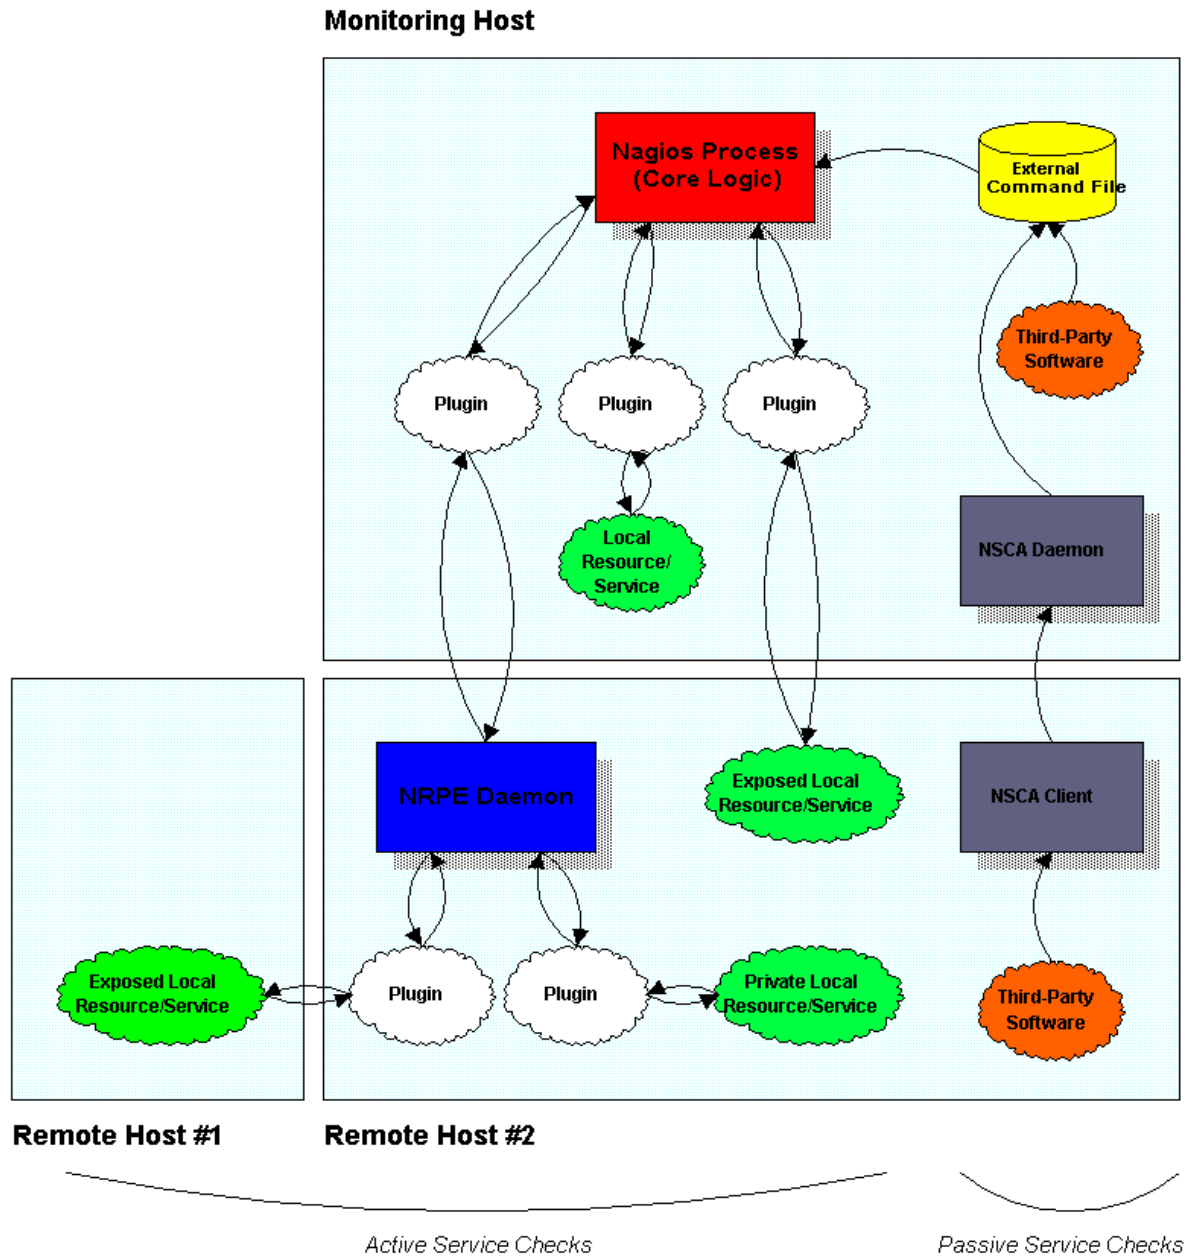 Monitoring Host
Nagios Process
(Core Logic)
External
Command File
Third-Party
Software
Plugin
Plugin
Plugin
Local
Resource/
Service
NSCA Daemon
NRPE Daemon
Exposed Local
Resource/Service
NSCA Client
Exposed Local
Resource/Service
Plugin
Plugin
Private Local
Resource/Service
Third-Party
Software
Remote Host #1
Remote Host #2
Active Service Checks
Passive Service Checks